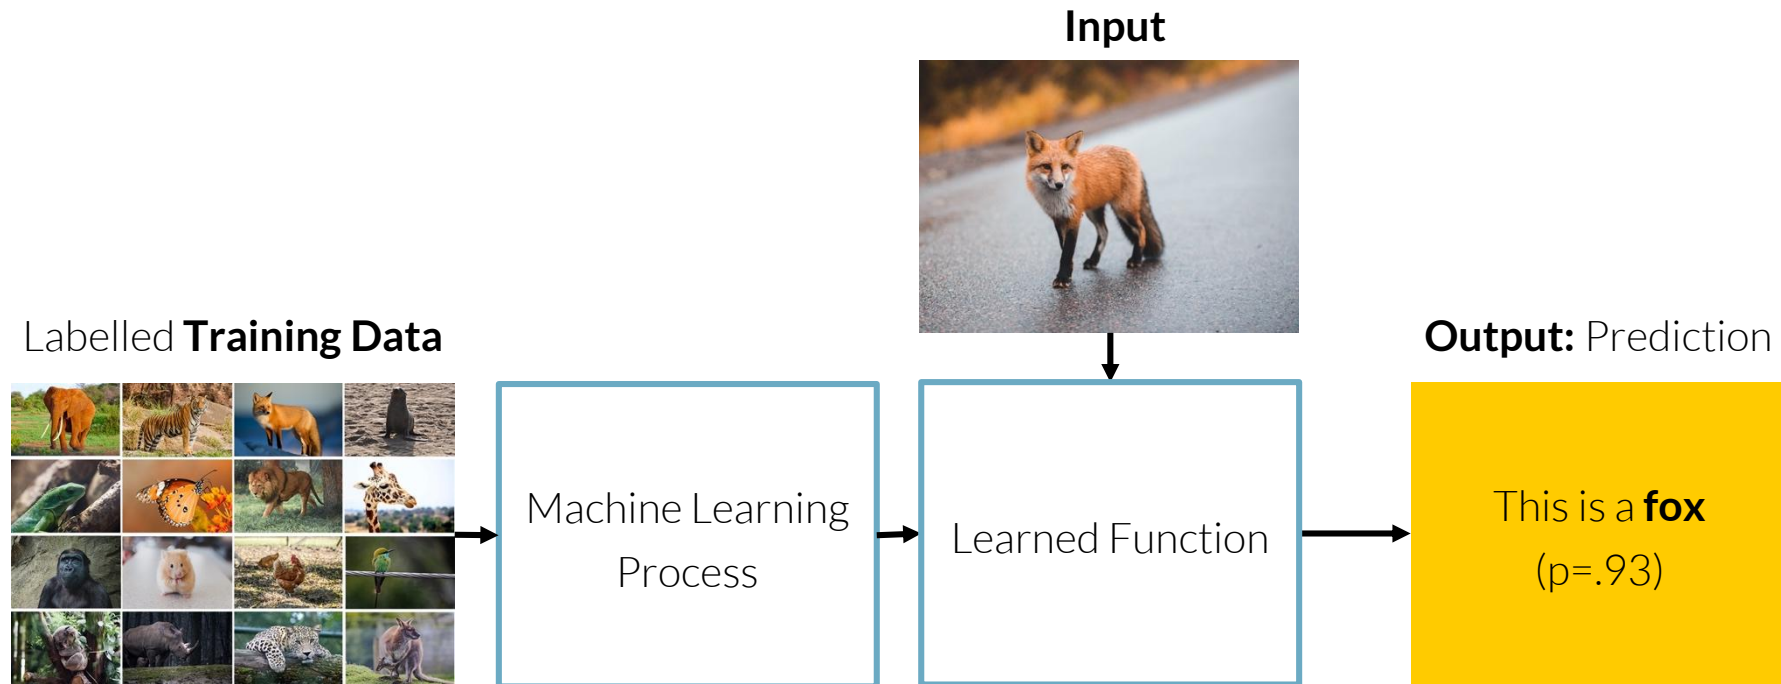 Input
Labelled Training Data
Output: Prediction
Machine Learning
Process
Learned Function
This is a fox
(p=.93)